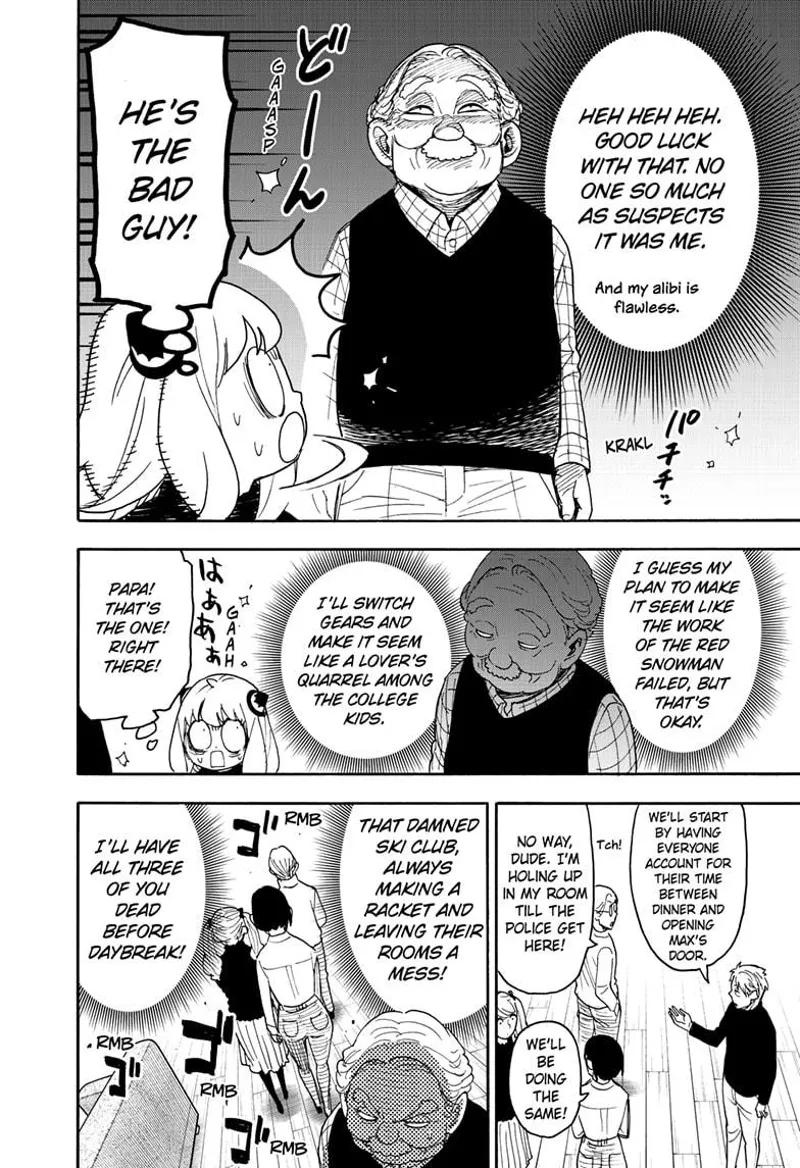 HEH HEH HEH.
GOOD LUCK
WITH THAT. NO
ONE SO MUCH
AS SUSPECTS
IT WAS ME.
And my alibi is
flawless.
どーん
GAAASP
HE'S
THE
BAD
GUY!
パチチッ
KRAKL
I GUESS MY
PLAN TO MAKE
IT SEEM LIKE
THE WORK
OF THE RED
SNOWMAN
FAILED, BUT
THAT'S
OKAY.
I'LL SWITCH
GEARS AND
MAKE IT SEEM
LIKE A LOVER'S
QUARREL AMONG
THE COLLEGE
KIDS.
はぁあぁ
GAAH
PAPA!
THAT'S
THE ONE!
RIGHT
THERE!
WE'LL START
BY HAVING
EVERYONE
ACCOUNT FOR
THEIR TIME
BETWEEN
DINNER AND
OPENING
MAX'S
DOOR.
Tch!
NO WAY,
DUDE. I'M
HOLING UP
IN MY ROOM
TILL THE
POLICE GET
HERE!
WE'LL
BE DOING
THE
SAME!
THAT DAMNED
SKI CLUB,
ALWAYS
MAKING A
RACKET AND
LEAVING THEIR
ROOMS A
MESS!
ゴ
RMB
I'LL HAVE
ALL THREE
OF YOU
DEAD
BEFORE
DAYBREAK!
ゴ
RMB
ゴ
RMB
ゴ
RMB